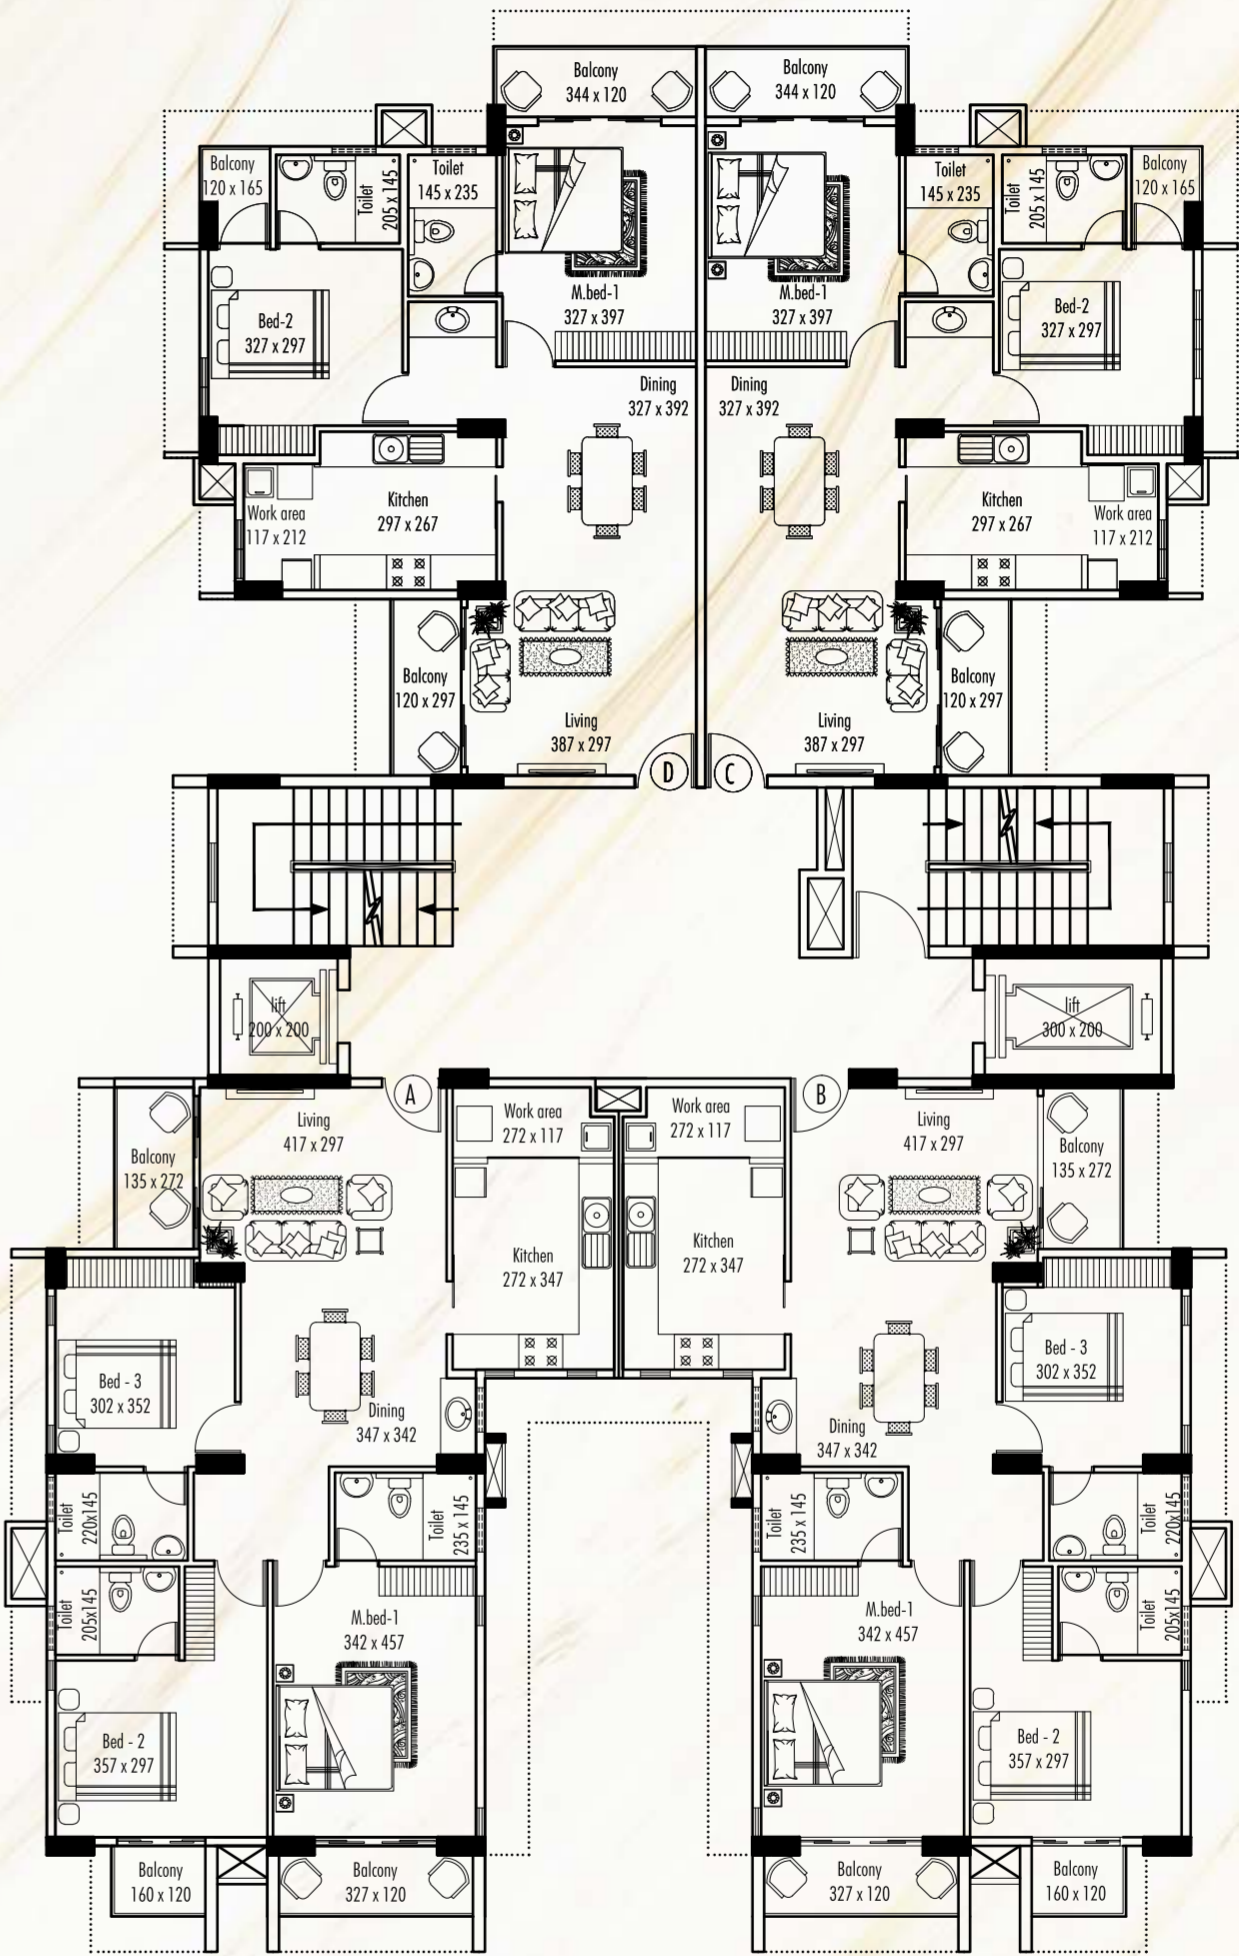 Balcony
344 x 120
Balcony
344 x 120
Balcony
120 x 165
Toilet
205 x 145
Toilet
145 x 235
Toilet
145 x 235
Toilet
205 x 145
Balcony
120 x 165
M.bed-1
327 x 397
M.bed-1
327 x 397
Bed-2
327 x 297
Bed-2
327 x 297
Dining
327 x 392
Dining
327 x 392
Kitchen
297 x 267
Work area
117 x 212
Kitchen
297 x 267
Work area
117 x 212
Balcony
120 x 297
Living
387 x 297
Living
387 x 297
Balcony
120 x 297
D
C
lift
200 x 200
lift
300 x 200
A
B
Living
417 x 297
Work area
272 x 117
Work area
272 x 117
Living
417 x 297
Balcony
135 x 272
Balcony
135 x 272
Kitchen
272 x 347
Kitchen
272 x 347
Bed - 3
302 x 352
Bed - 3
302 x 352
Dining
347 x 342
Dining
347 x 342
Toilet
220x145
Toilet
235 x 145
Toilet
235 x 145
Toilet
220x145
Toilet
205x145
Toilet
205x145
M.bed-1
342 x 457
M.bed-1
342 x 457
Bed - 2
357 x 297
Bed - 2
357 x 297
Balcony
160 x 120
Balcony
327 x 120
Balcony
327 x 120
Balcony
160 x 120